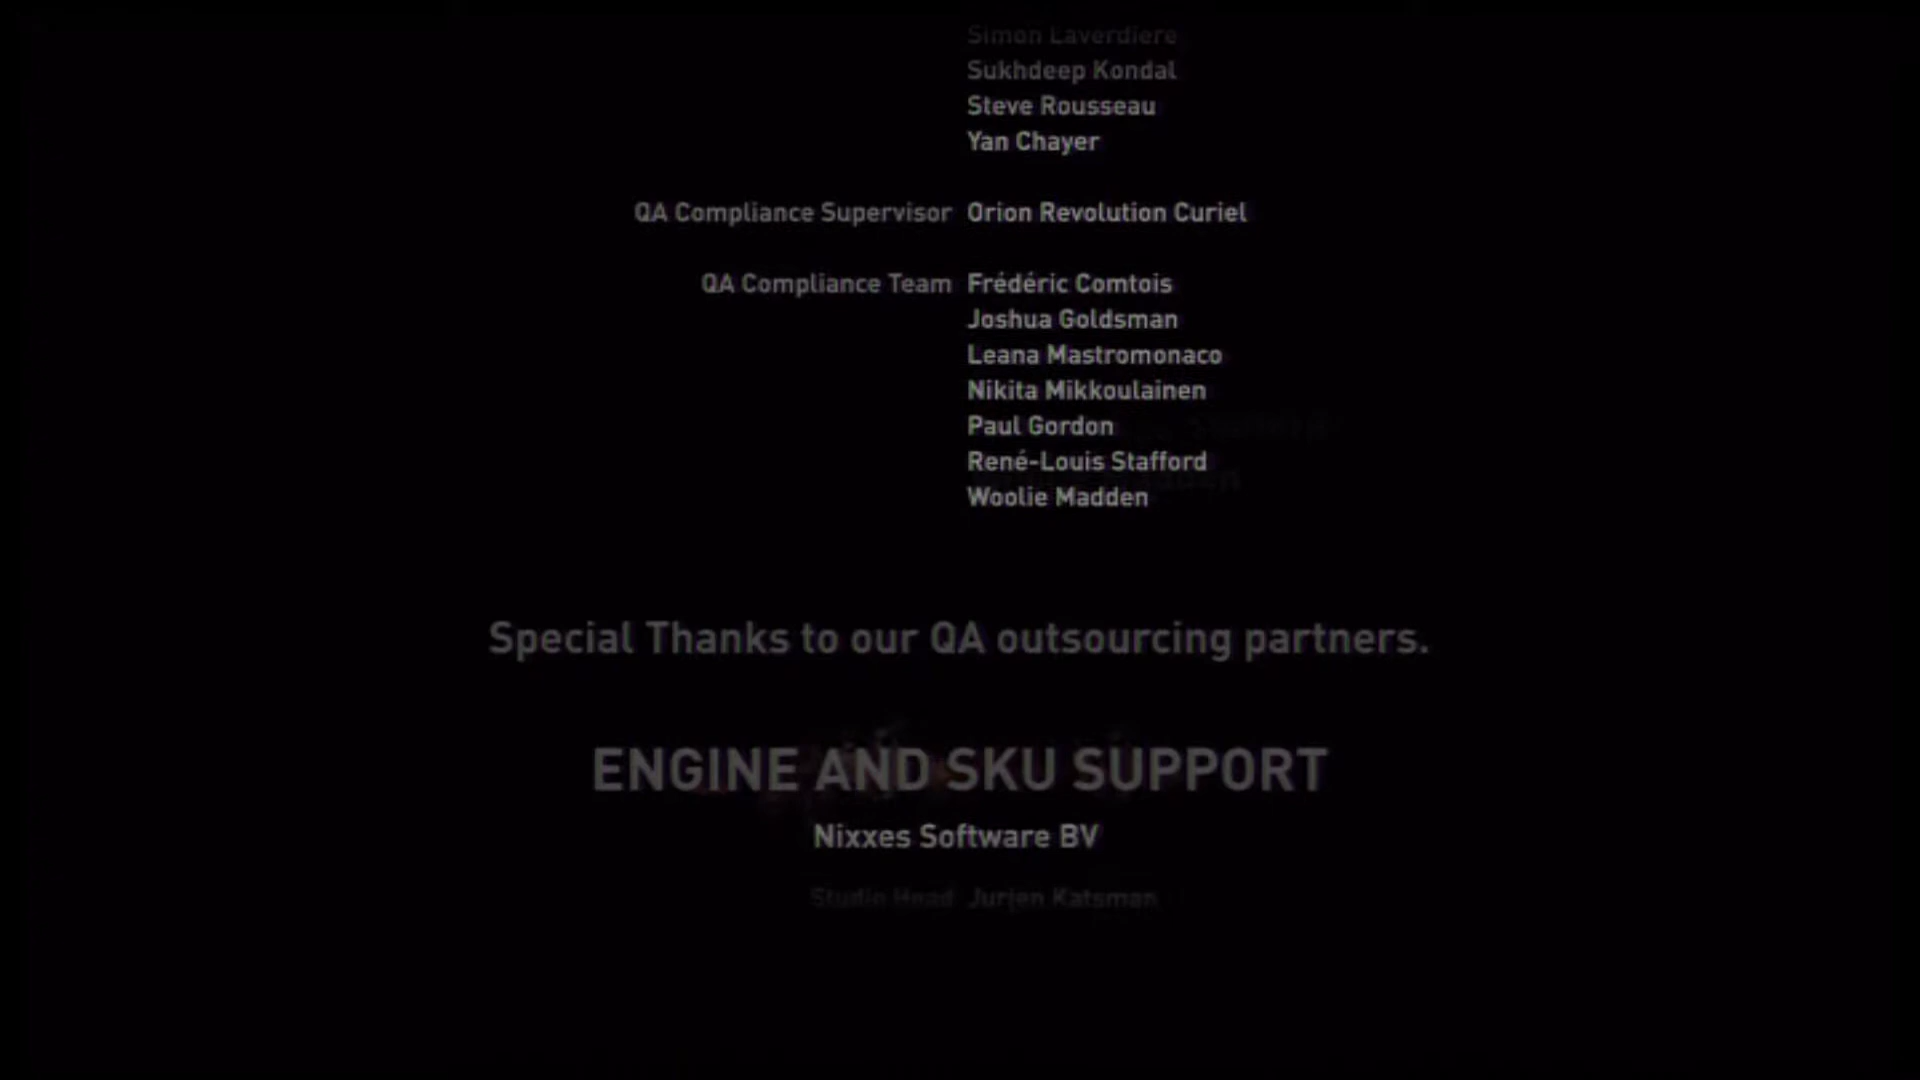 Simon Laverdiere
Sukhdeep Kondal
Steve Rousseau
Yan Chayer
QA Compliance Supervisor Orion Revolution Curiel
QA Compliance Team Frédéric Comtois
Joshua Goldsman
Leana Mastromonaco
Nikita Mikkoulainen
Paul Gordon
René-Louis Stafford
Woolie Madden
Special Thanks to our QA outsourcing partners.
ENGINE AND SKU SUPPORT
Nixxes Software BV
Studio Head Jurjen Katsman